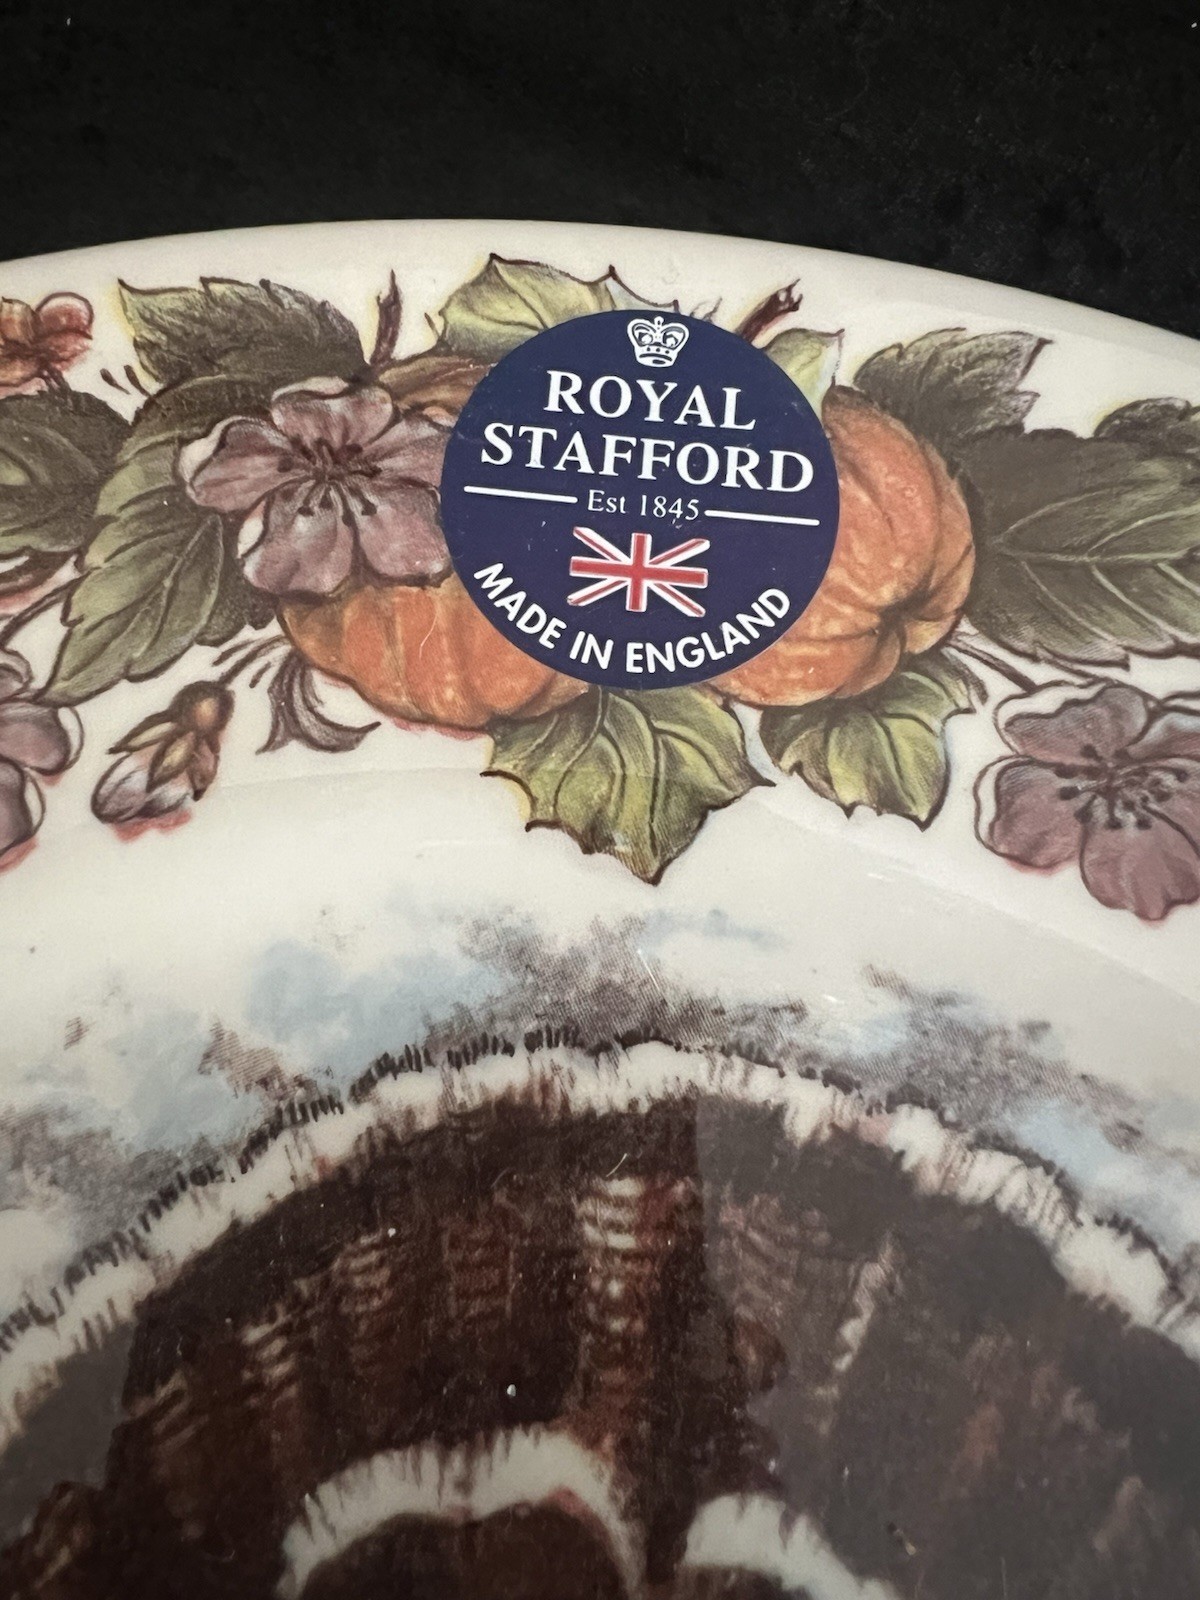 ROYAL
STAFFORD
Est 1845
MADE IN ENGLAND